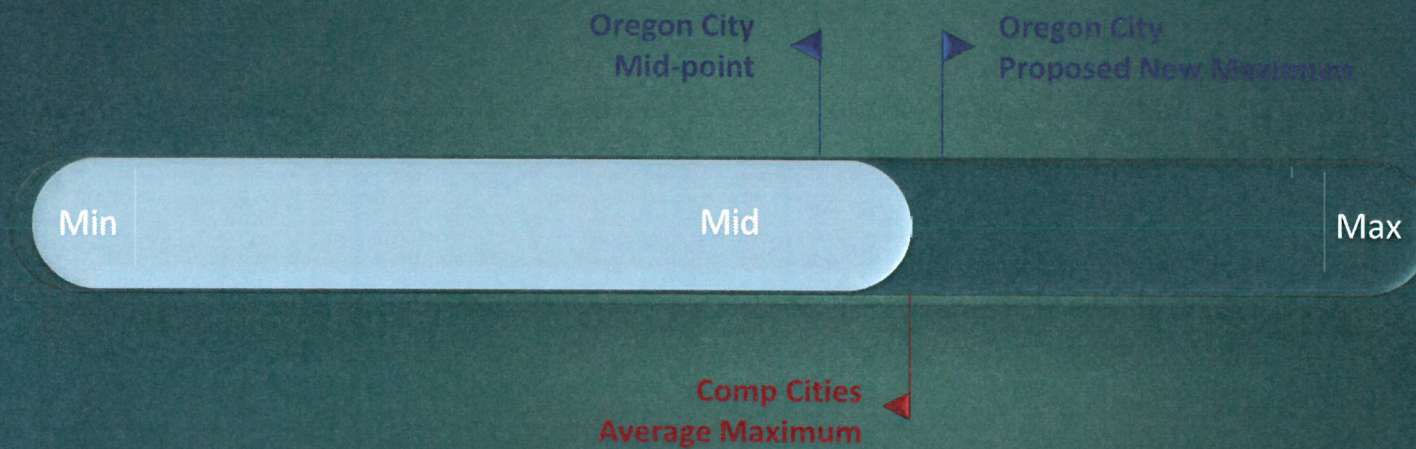 Oregon City
Mid-point
Oregon City
Proposed New Maximum
Min
Mid
Max
Comp Cities
Average Maximum